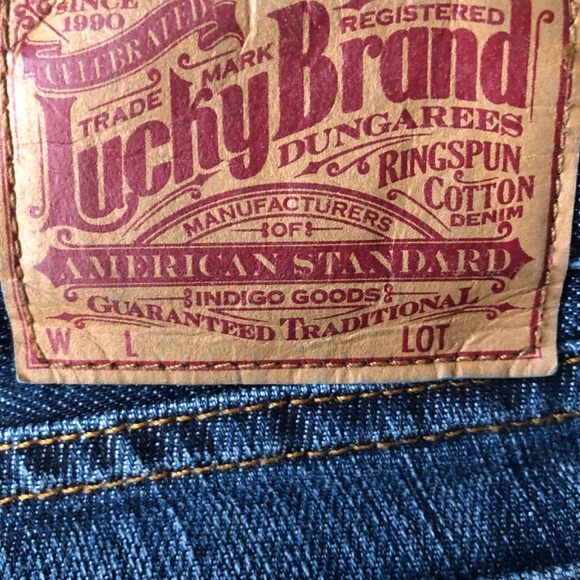 SINCE
1990
CELEBRATED
REGISTERED
TRADE MARK
Lucky Brand
DUNGAREES
RINGSPUN
COTTON
DENIM
MANUFACTURERS
OF
AMERICAN STANDARD
INDIGO GOODS
GUARANTEED TRADITIONAL
W L LOT